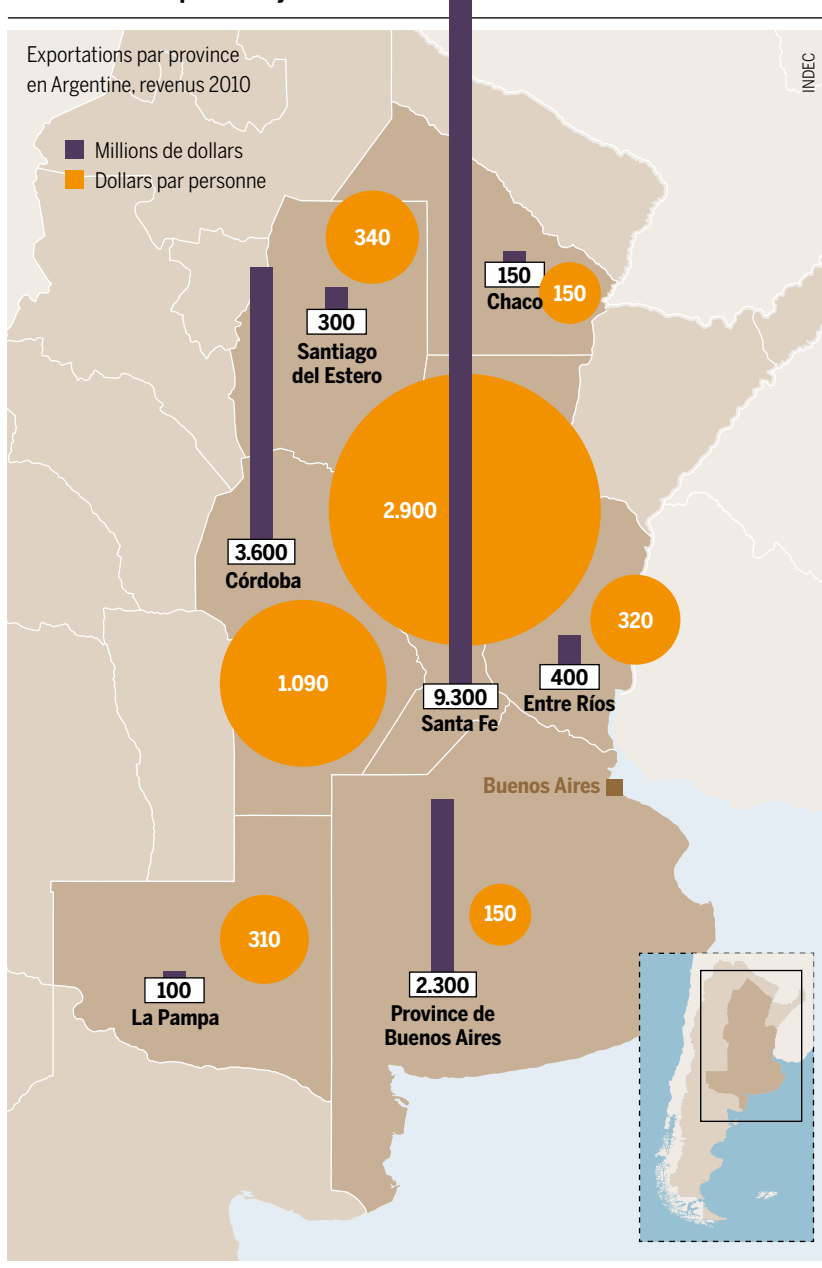 Exportations par province
en Argentine, revenus 2010
INDEC
Millions de dollars
Dollars par personne
340
150
Chaco
150
300
Santiago
del Estero
2.900
3.600
Córdoba
320
1.090
400
Entre Ríos
9.300
Santa Fe
Buenos Aires
150
310
100
La Pampa
2.300
Province de
Buenos Aires